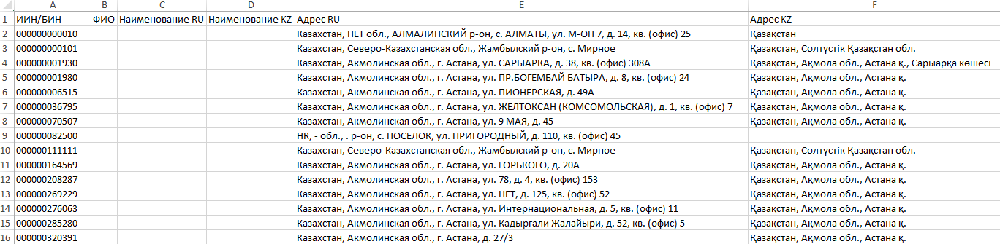 A B C D E F
1 ИИН/БИН ФИО Наименование RU Наименование KZ Адрес RU Адрес KZ
2 000000000010 Казахстан, НЕТ обл., АЛМАЛИНСКИЙ р-он, с. АЛМАТЫ, ул. М-ОН 7, д. 14, кв. (офис) 25 Қазақстан
3 000000000101 Казахстан, Северо-Казахстанская обл., Жамбылский р-он, с. Мирное Қазақстан, Солтүстік Қазақстан обл.
4 000000001930 Казахстан, Акмолинская обл., г. Астана, ул. САРЫАРКА, д. 38, кв. (офис) 308А Қазақстан, Ақмола обл., Астана қ., Сарыарқа көшесі
5 000000001980 Казахстан, Акмолинская обл., г. Астана, ул. ПР.БОГЕМБАЙ БАТЫРА, д. 8, кв. (офис) 24 Қазақстан, Ақмола обл., Астана қ.
6 000000006515 Казахстан, Акмолинская обл., г. Астана, ул. ПИОНЕРСКАЯ, д. 49А Қазақстан, Ақмола обл., Астана қ.
7 000000036795 Казахстан, Акмолинская обл., г. Астана, ул. ЖЕЛТОКСАН (КОМСОМОЛЬСКАЯ), д. 1, кв. (офис) 7 Қазақстан, Ақмола обл., Астана қ.
8 000000070507 Казахстан, Акмолинская обл., г. Астана, ул. 9 МАЯ, д. 45 Қазақстан, Ақмола обл., Астана қ.
9 000000082500 HR, - обл., . р-он, с. ПОСЕЛОК, ул. ПРИГОРОДНЫЙ, д. 110, кв. (офис) 45
10 000000111111 Казахстан, Северо-Казахстанская обл., Жамбылский р-он, с. Мирное Қазақстан, Солтүстік Қазақстан обл.
11 000000164569 Казахстан, Акмолинская обл., г. Астана, ул. ГОРЬКОГО, д. 20А Қазақстан, Ақмола обл., Астана қ.
12 000000208287 Казахстан, Акмолинская обл., г. Астана, ул. 78, д. 4, кв. (офис) 153 Қазақстан, Ақмола обл., Астана қ.
13 000000269229 Казахстан, Акмолинская обл., г. Астана, ул. НЕТ, д. 125, кв. (офис) 52 Қазақстан, Ақмола обл., Астана қ.
14 000000276063 Казахстан, Акмолинская обл., г. Астана, ул. Интернациональная, д. 5, кв. (офис) 11 Қазақстан, Ақмола обл., Астана қ.
15 000000285280 Казахстан, Акмолинская обл., г. Астана, ул. Кадыргали Жалайыри, д. 52, кв. (офис) 5 Қазақстан, Ақмола обл., Астана қ.
16 000000320391 Казахстан, Акмолинская обл., г. Астана, д. 27/3 Қазақстан, Ақмола обл., Астана қ.